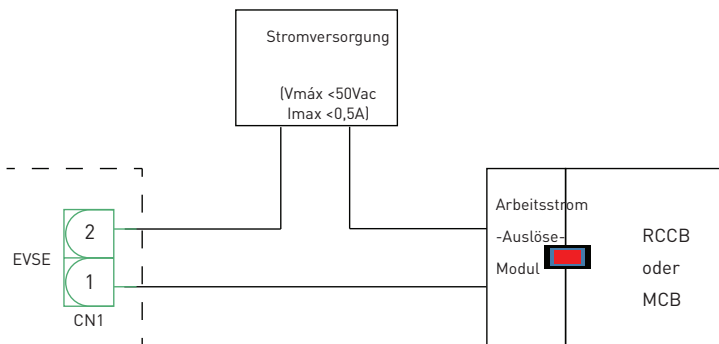 Stromversorgung
(Vmáx <50Vac
Imax <0,5A)
EVSE
2
1
CN1
Arbeitsstrom
-Auslöse-
Modul
RCCB
oder
MCB